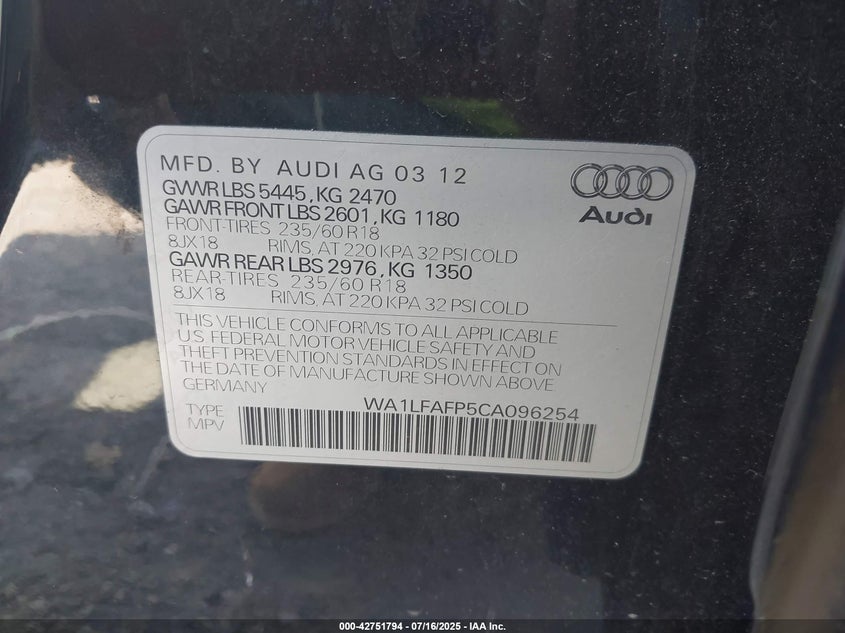 MFD. BY AUDI AG 03 12
GWWR LBS 5445, KG 2470
GAWR FRONT LBS 2601, KG 1180
FRONT-TIRES 235/60 R18
8JX18 RIMS, AT 220 KPA 32 PSI COLD
GAWR REAR LBS 2976, KG 1350
REAR-TIRES 235/60 R18
8JX18 RIMS, AT 220 KPA 32 PSI COLD
Audi
THIS VEHICLE CONFORMS TO ALL APPLICABLE
U.S. FEDERAL MOTOR VEHICLE SAFETY AND
THEFT PREVENTION STANDARDS IN EFFECT ON
THE DATE OF MANUFACTURE SHOWN ABOVE.
GERMANY
WA1LFAFP5CA096254
TYPE
MPV
000-42751794 - 07/16/2025 - IAA Inc.